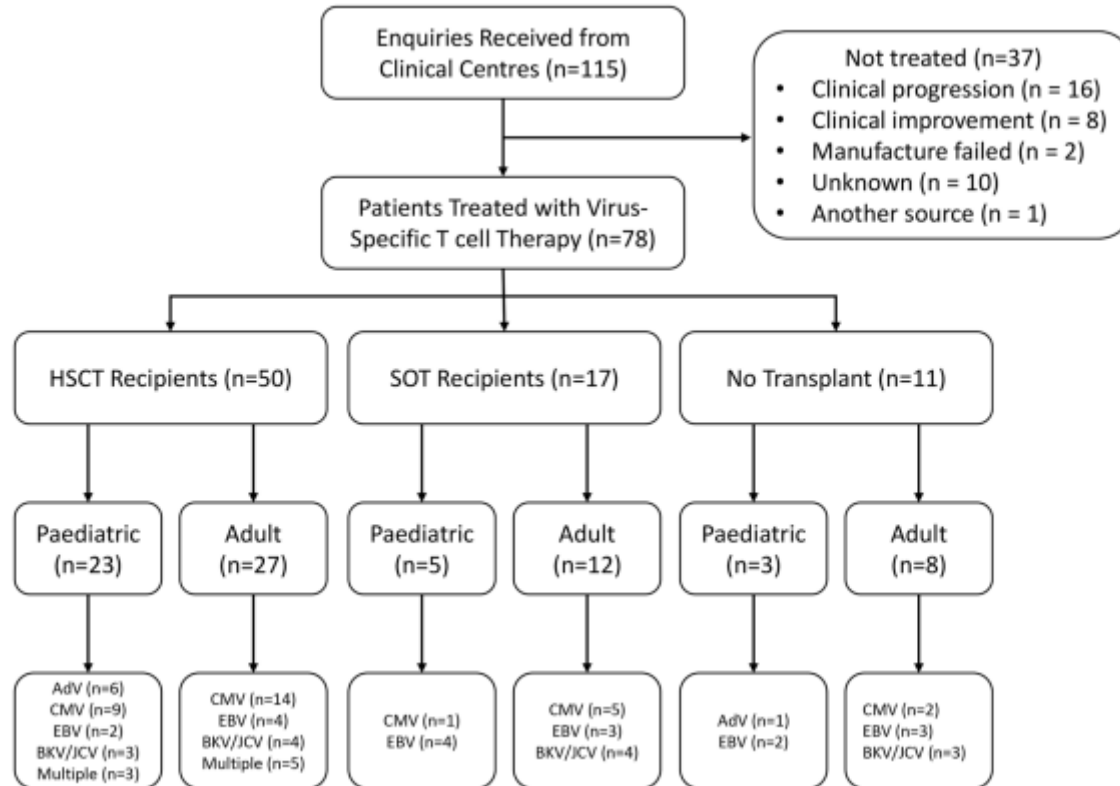 Enquiries Received from
Clinical Centres (n=115)
Not treated (n=37)
• Clinical progression (n = 16)
• Clinical improvement (n = 8)
• Manufacture failed (n = 2)
• Unknown (n = 10)
• Another source (n = 1)
Patients Treated with Virus-
Specific T cell Therapy (n=78)
HSCT Recipients (n=50)
SOT Recipients (n=17)
No Transplant (n=11)
Paediatric
(n=23)
Adult
(n=27)
Paediatric
(n=5)
Adult
(n=12)
Paediatric
(n=3)
Adult
(n=8)
AdV (n=6)
CMV (n=9)
EBV (n=2)
BKV/JCV (n=3)
Multiple (n=3)
CMV (n=14)
EBV (n=4)
BKV/JCV (n=4)
Multiple (n=5)
CMV (n=1)
EBV (n=4)
CMV (n=5)
EBV (n=3)
BKV/JCV (n=4)
AdV (n=1)
EBV (n=2)
CMV (n=2)
EBV (n=3)
BKV/JCV (n=3)